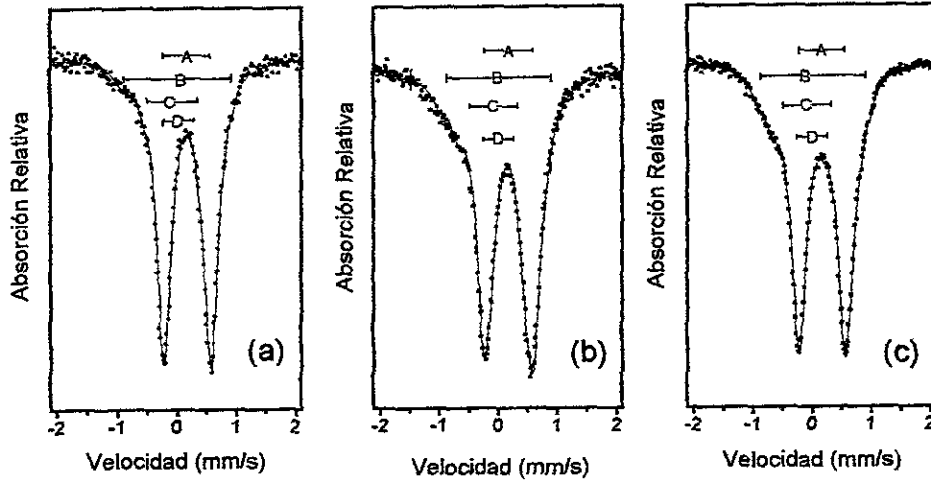 Absorción Relativa
A
B
C
D
(a)
-2 -1 0 1 2
Velocidad (mm/s)
Absorción Relativa
A
B
C
D
(b)
-2 -1 0 1 2
Velocidad (mm/s)
Absorción Relativa
A
B
C
D
(c)
-2 -1 0 1 2
Velocidad (mm/s)